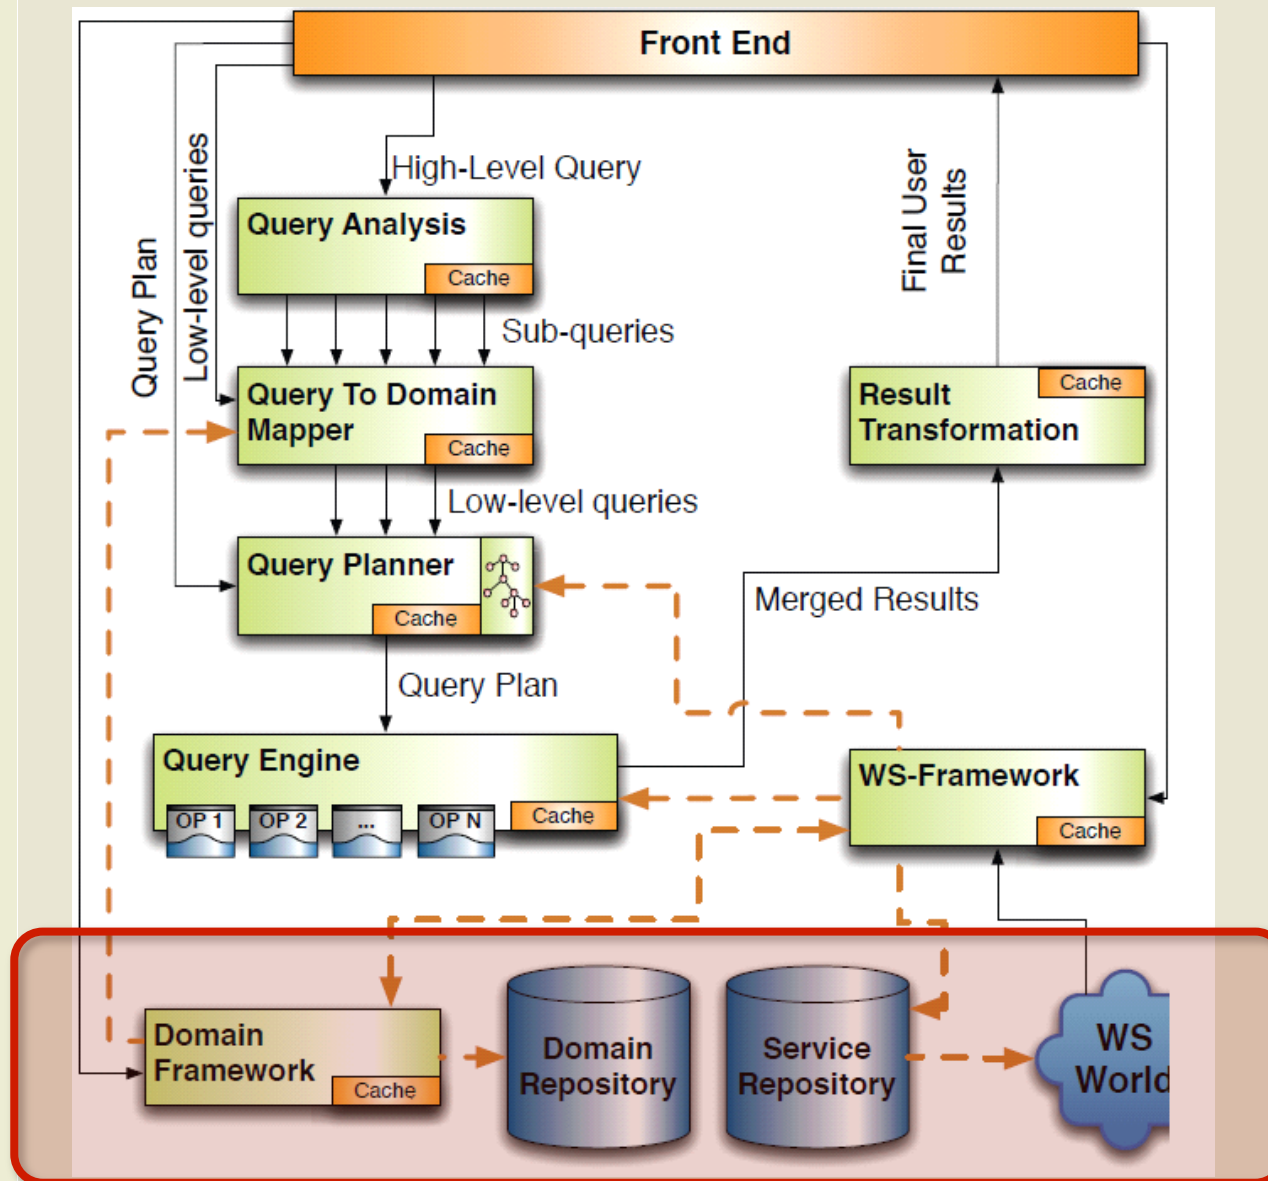 Front End
High-Level Query
Query Plan
Low-level queries
Final User
Results
Query Analysis
Cache
Sub-queries
Query To Domain
Mapper
Cache
Result
Transformation
Cache
Low-level queries
Query Planner
Cache
Merged Results
Query Plan
Query Engine
OP 1
OP 2
...
OP N
Cache
WS-Framework
Cache
Domain
Framework
Cache
Domain
Repository
Service
Repository
WS
World